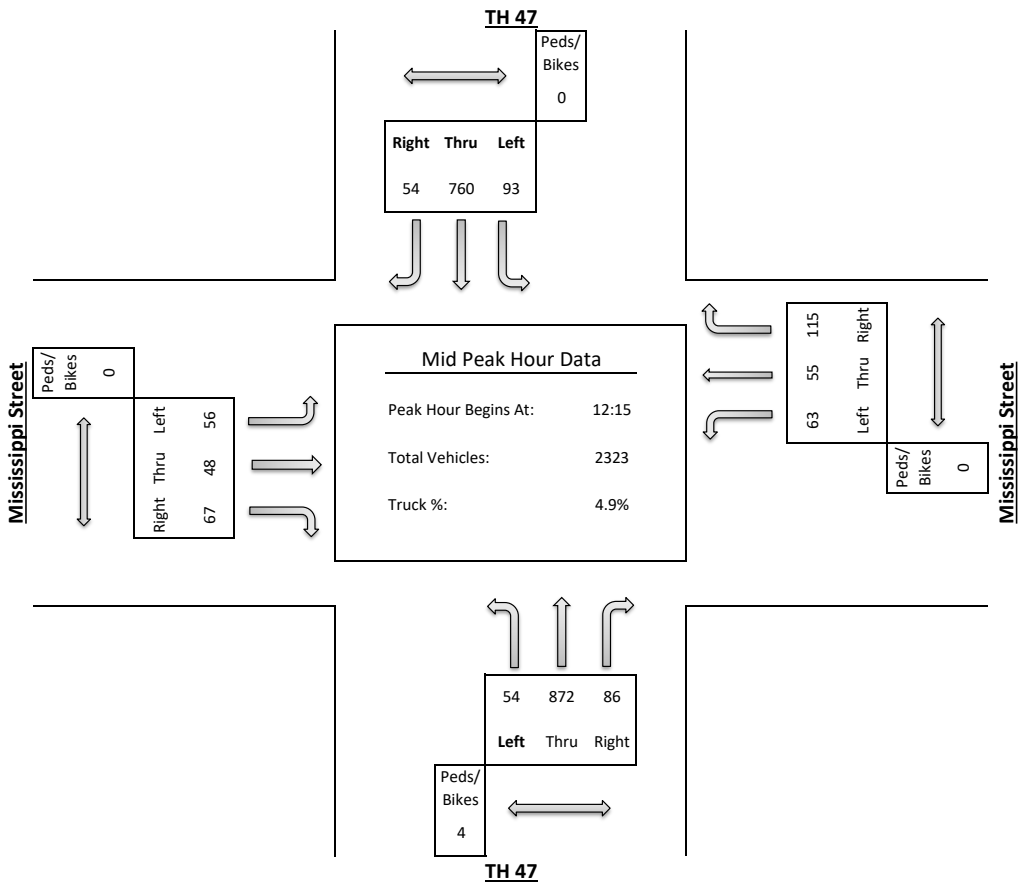 TH 47
Peds/
Bikes
0
Right Thru Left
54 760 93
Mississippi Street
Peds/
Bikes
0
Left 56
Thru 48
Right 67
Mid Peak Hour Data
Peak Hour Begins At: 12:15
Total Vehicles: 2323
Truck %: 4.9%
115 Right
55 Thru
63 Left
Peds/
Bikes
0
Mississippi Street
54 872 86
Left Thru Right
Peds/
Bikes
4
TH 47